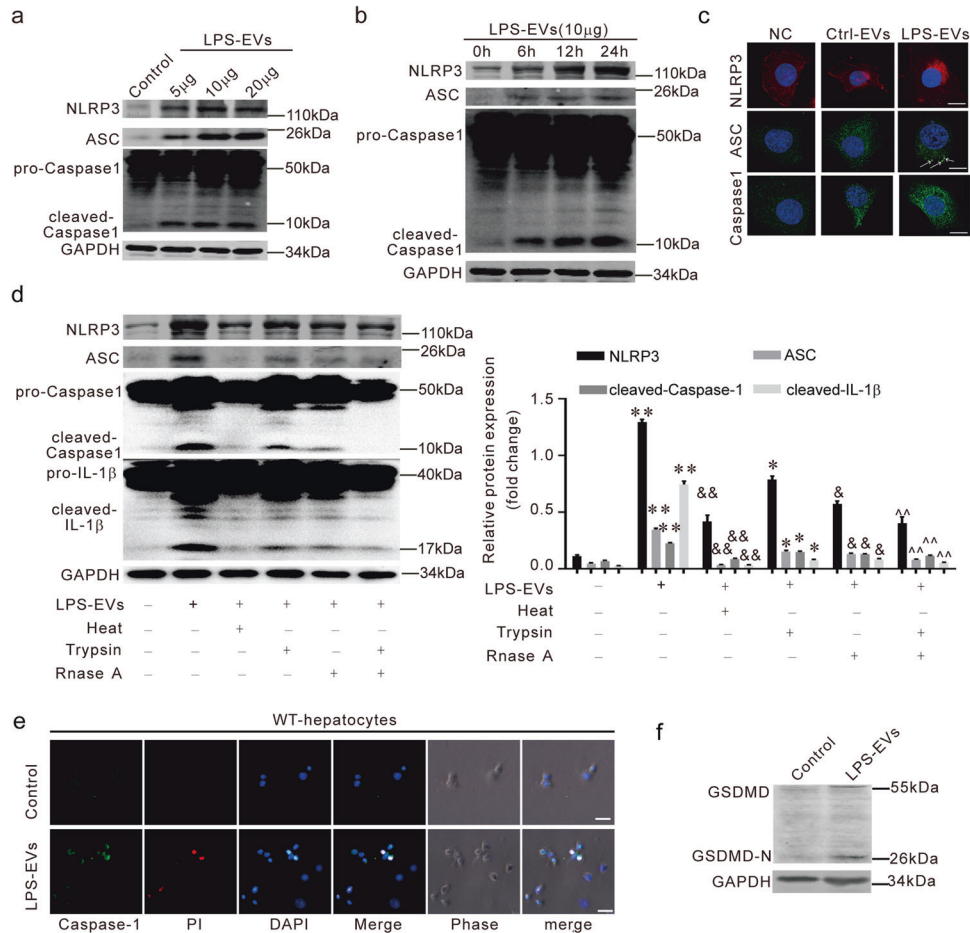 a
LPS-EVs
Control
5μg
10μg
20μg
NLRP3
110kDa
ASC
26kDa
pro-Caspase1
50kDa
cleaved-
Caspase1
10kDa
GAPDH
34kDa
b
LPS-EVs(10μg)
0h 6h 12h 24h
NLRP3
110kDa
ASC
26kDa
pro-Caspase1
50kDa
cleaved-
Caspase1
10kDa
GAPDH
34kDa
c
NC Ctrl-EVs LPS-EVs
NLRP3
ASC
Caspase1
d
NLRP3
110kDa
ASC
26kDa
pro-Caspase1
50kDa
cleaved-
Caspase1
10kDa
pro-IL-1β
40kDa
cleaved-
IL-1β
17kDa
GAPDH
34kDa
LPS-EVs – + + + + +
Heat – – + – – –
Trypsin – – – + – +
Rnase A – – – – + +
NLRP3 ASC
cleaved-Caspase-1 cleaved-IL-1β
Relative protein expression
(fold change)
1.5
1.0
0.5
0.0
** ** ** **
&& && && &&
* * * *
& & & &
^^ ^^ ^^ ^^
LPS-EVs – + + + + +
Heat – – + – – –
Trypsin – – – + – +
Rnase A – – – – + +
e
WT-hepatocytes
Control
LPS-EVs
Caspase-1 PI DAPI Merge Phase merge
f
Control
LPS-EVs
GSDMD
55kDa
GSDMD-N
26kDa
GAPDH
34kDa